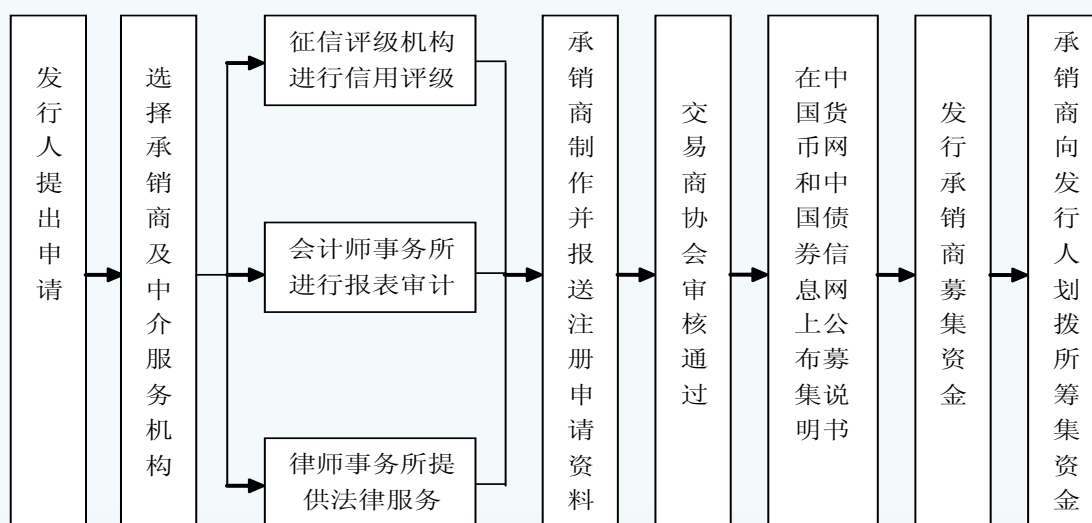 发行人提出申请
选择承销商及中介服务机构
征信评级机构
进行信用评级
会计师事务所
进行报表审计
律师事务所提
供法律服务
承销商制作并报送注册申请资料
交易商协会审核通过
在中
国货
币网
和中
国债
券信
息网
上公
布募
集说
明书
发行承销商募集资金
承销商向发行人划拨所筹集资金